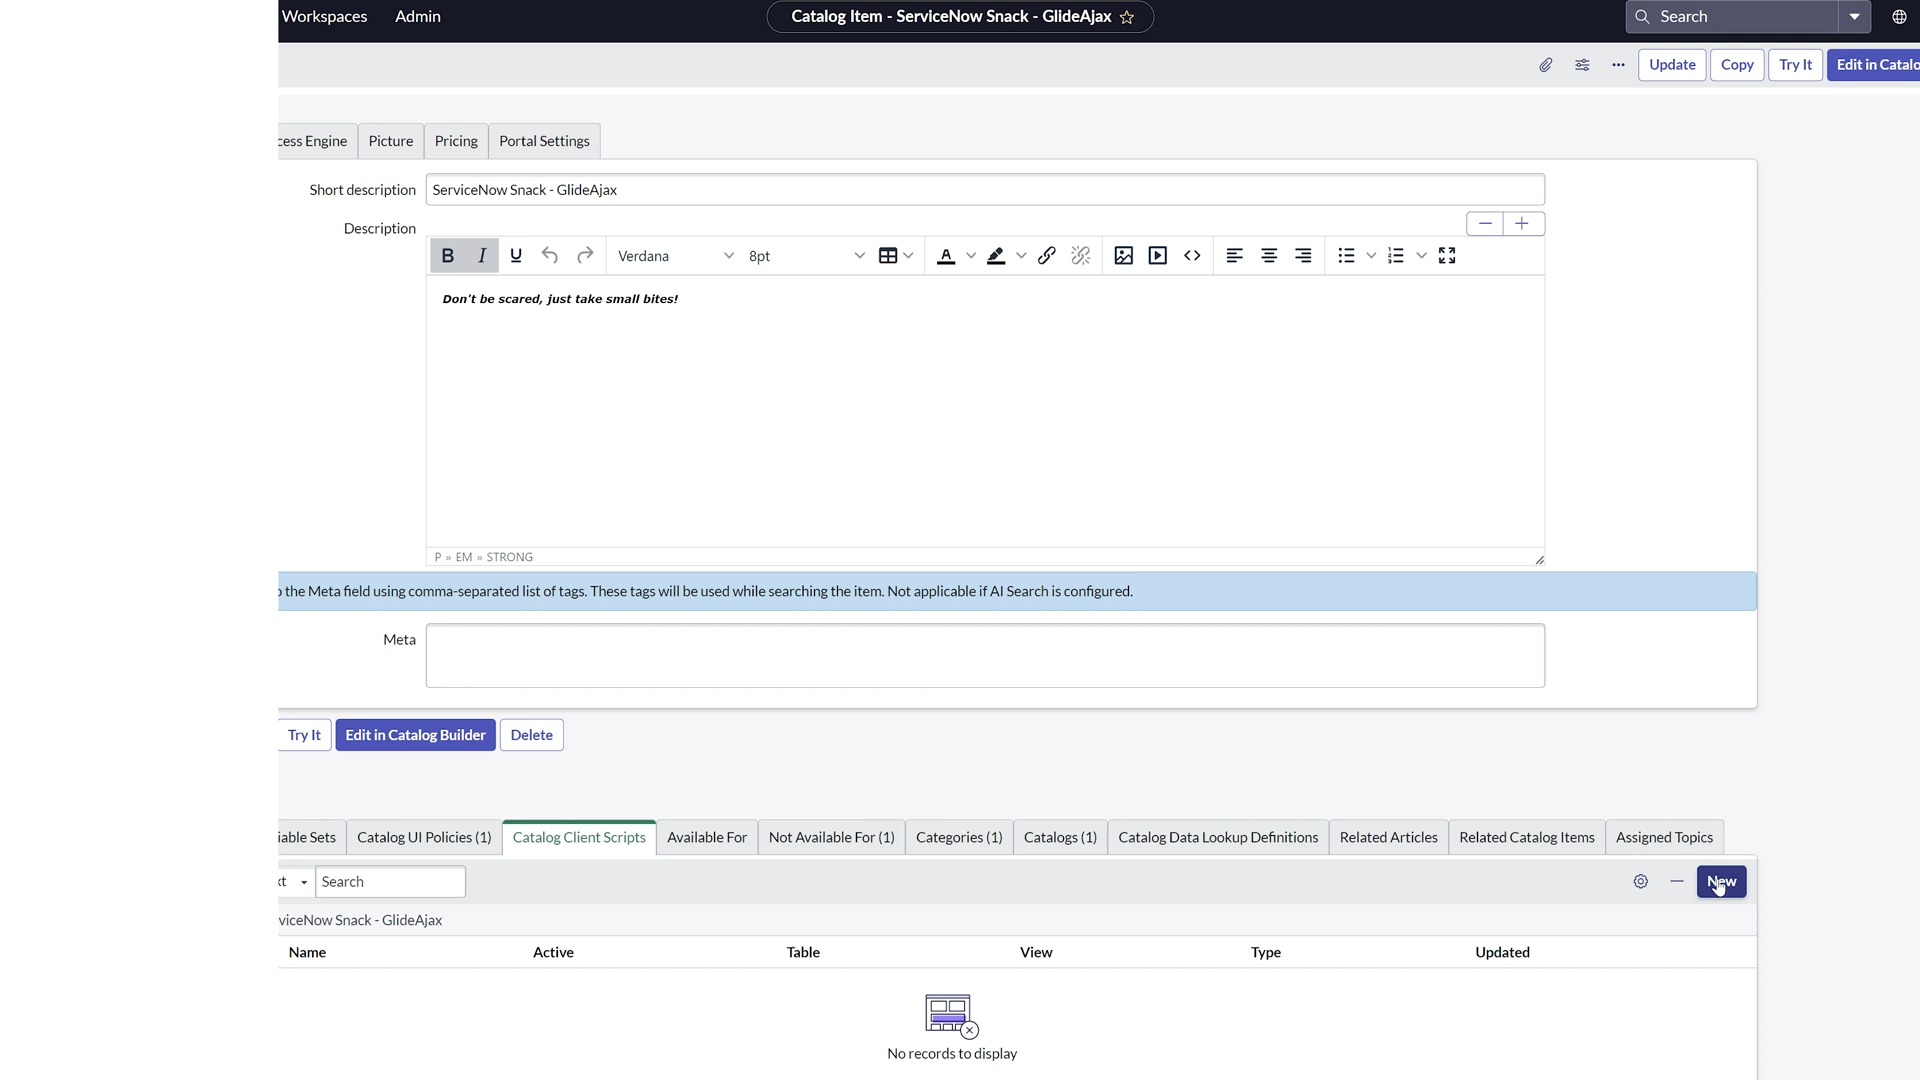 Workspaces Admin Catalog Item - ServiceNow Snack - GlideAjax Search
Update Copy Try It Edit in Catalo
cess Engine Picture Pricing Portal Settings
Short description ServiceNow Snack - GlideAjax
Description
B I U Verdana 8pt A
Don't be scared, just take small bites!
P » EM » STRONG
the Meta field using comma-separated list of tags. These tags will be used while searching the item. Not applicable if AI Search is configured.
Meta
Try It Edit in Catalog Builder Delete
iable Sets Catalog UI Policies (1) Catalog Client Scripts Available For Not Available For (1) Categories (1) Catalogs (1) Catalog Data Lookup Definitions Related Articles Related Catalog Items Assigned Topics
xt Search New
viceNow Snack - GlideAjax
Name Active Table View Type Updated
No records to display